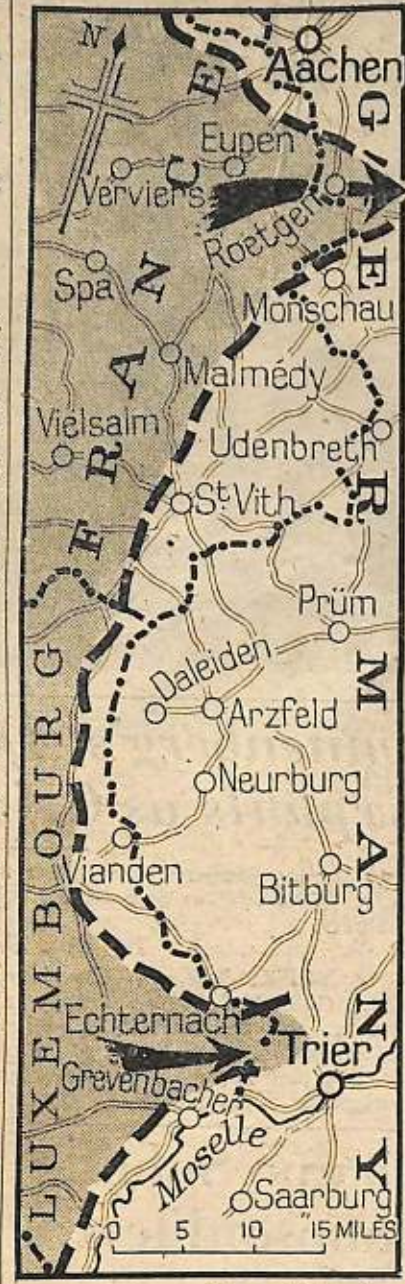 N
Aachen
GERMANY
FRANCE
Eupen
Verviers
Roetgen
Spa
Monschau
Malmédy
Vielsalm
Udenbreth
St. Vith
Prüm
LUXEMBOURG
Daleiden
Arzfeld
Neurburg
Vianden
Bitburg
Echternach
Trier
Grevenbacher
Moselle
Saarburg
0 5 10 15 MILES